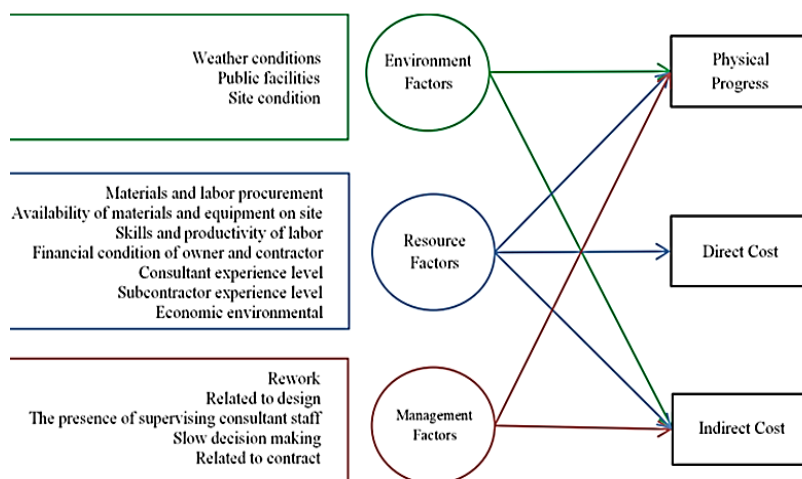 Weather conditions
Public facilities
Site condition
Environment
Factors
Physical
Progress
Materials and labor procurement
Availability of materials and equipment on site
Skills and productivity of labor
Financial condition of owner and contractor
Consultant experience level
Subcontractor experience level
Economic environmental
Resource
Factors
Direct Cost
Rework
Related to design
The presence of supervising consultant staff
Slow decision making
Related to contract
Management
Factors
Indirect Cost